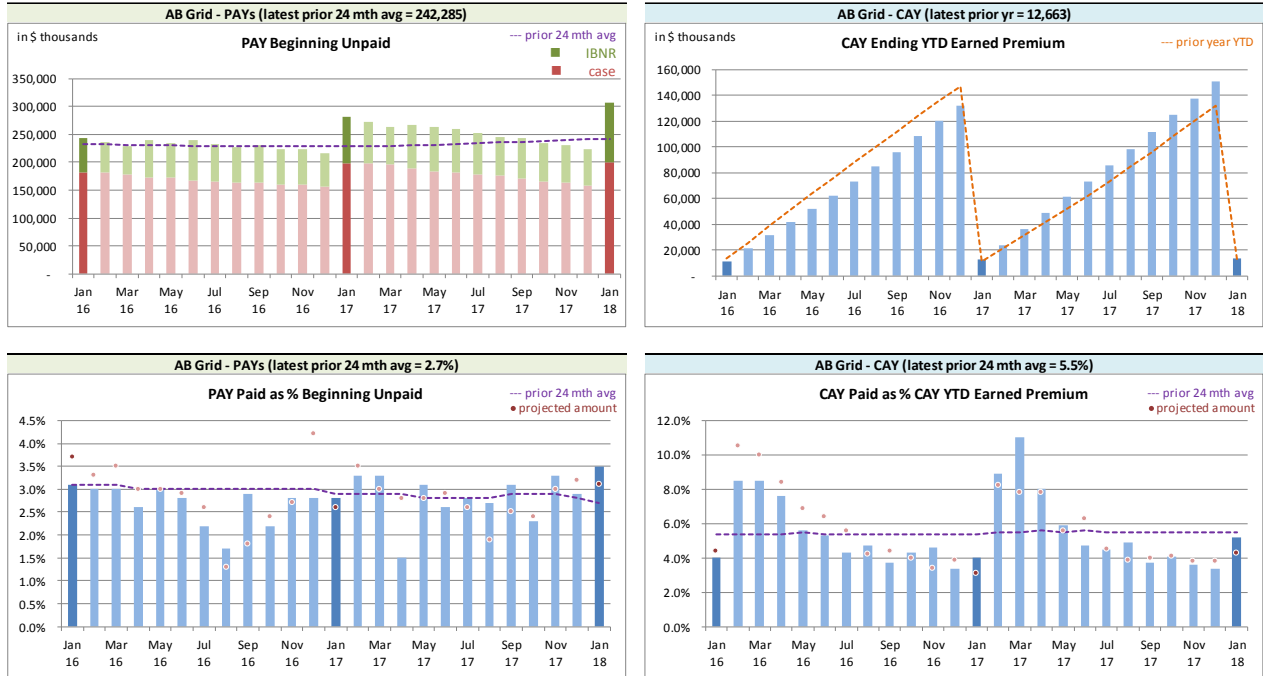 AB Grid - PAYs (latest prior 24 mth avg = 242,285)
in $ thousands
PAY Beginning Unpaid
--- prior 24 mth avg
IBNR
case
350,000
300,000
250,000
200,000
150,000
100,000
50,000
-
Jan Mar May Jul Sep Nov Jan Mar May Jul Sep Nov Jan
16 16 16 16 16 16 17 17 17 17 17 17 18
AB Grid - CAY (latest prior yr = 12,663)
in $ thousands
CAY Ending YTD Earned Premium
--- prior year YTD
160,000
140,000
120,000
100,000
80,000
60,000
40,000
20,000
-
Jan Mar May Jul Sep Nov Jan Mar May Jul Sep Nov Jan
16 16 16 16 16 16 17 17 17 17 17 17 18
AB Grid - PAYs (latest prior 24 mth avg = 2.7%)
PAY Paid as % Beginning Unpaid
--- prior 24 mth avg
projected amount
4.5%
4.0%
3.5%
3.0%
2.5%
2.0%
1.5%
1.0%
0.5%
0.0%
Jan Mar May Jul Sep Nov Jan Mar May Jul Sep Nov Jan
16 16 16 16 16 16 17 17 17 17 17 17 18
AB Grid - CAY (latest prior 24 mth avg = 5.5%)
CAY Paid as % CAY YTD Earned Premium
--- prior 24 mth avg
projected amount
12.0%
10.0%
8.0%
6.0%
4.0%
2.0%
0.0%
Jan Mar May Jul Sep Nov Jan Mar May Jul Sep Nov Jan
16 16 16 16 16 16 17 17 17 17 17 17 18